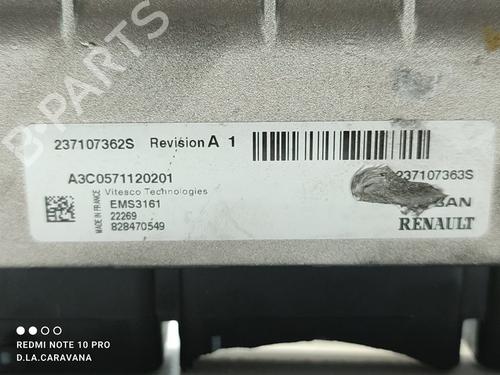 B-PARTS
237107362S Revision A 1
237107363S
A3C0571120201
Vitesco Technologies
MADE IN FRANCE
EMS3161
22269
828470549
RENAULT
REDMI NOTE 10 PRO
D.LA.CARAVANA